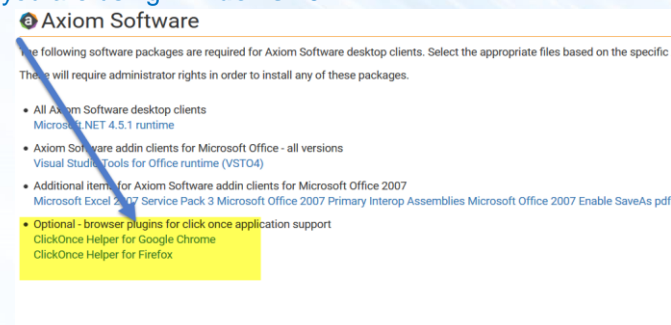 you are using
Axiom Software
The following software packages are required for Axiom Software desktop clients. Select the appropriate files based on the specific
These will require administrator rights in order to install any of these packages.
• All Axiom Software desktop clients
Microsoft .NET 4.5.1 runtime
• Axiom Software addin clients for Microsoft Office - all versions
Visual Studio Tools for Office runtime (VSTO4)
• Additional items for Axiom Software addin clients for Microsoft Office 2007
Microsoft Excel 2007 Service Pack 3 Microsoft Office 2007 Primary Interop Assemblies Microsoft Office 2007 Enable SaveAs pdf
• Optional - browser plugins for click once application support
ClickOnce Helper for Google Chrome
ClickOnce Helper for Firefox